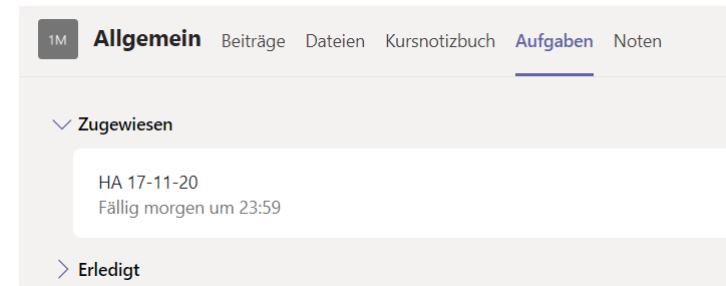 1M Allgemein Beiträge Dateien Kursnotizbuch Aufgaben Noten
Zugewiesen
HA 17-11-20
Fällig morgen um 23:59
Erledigt